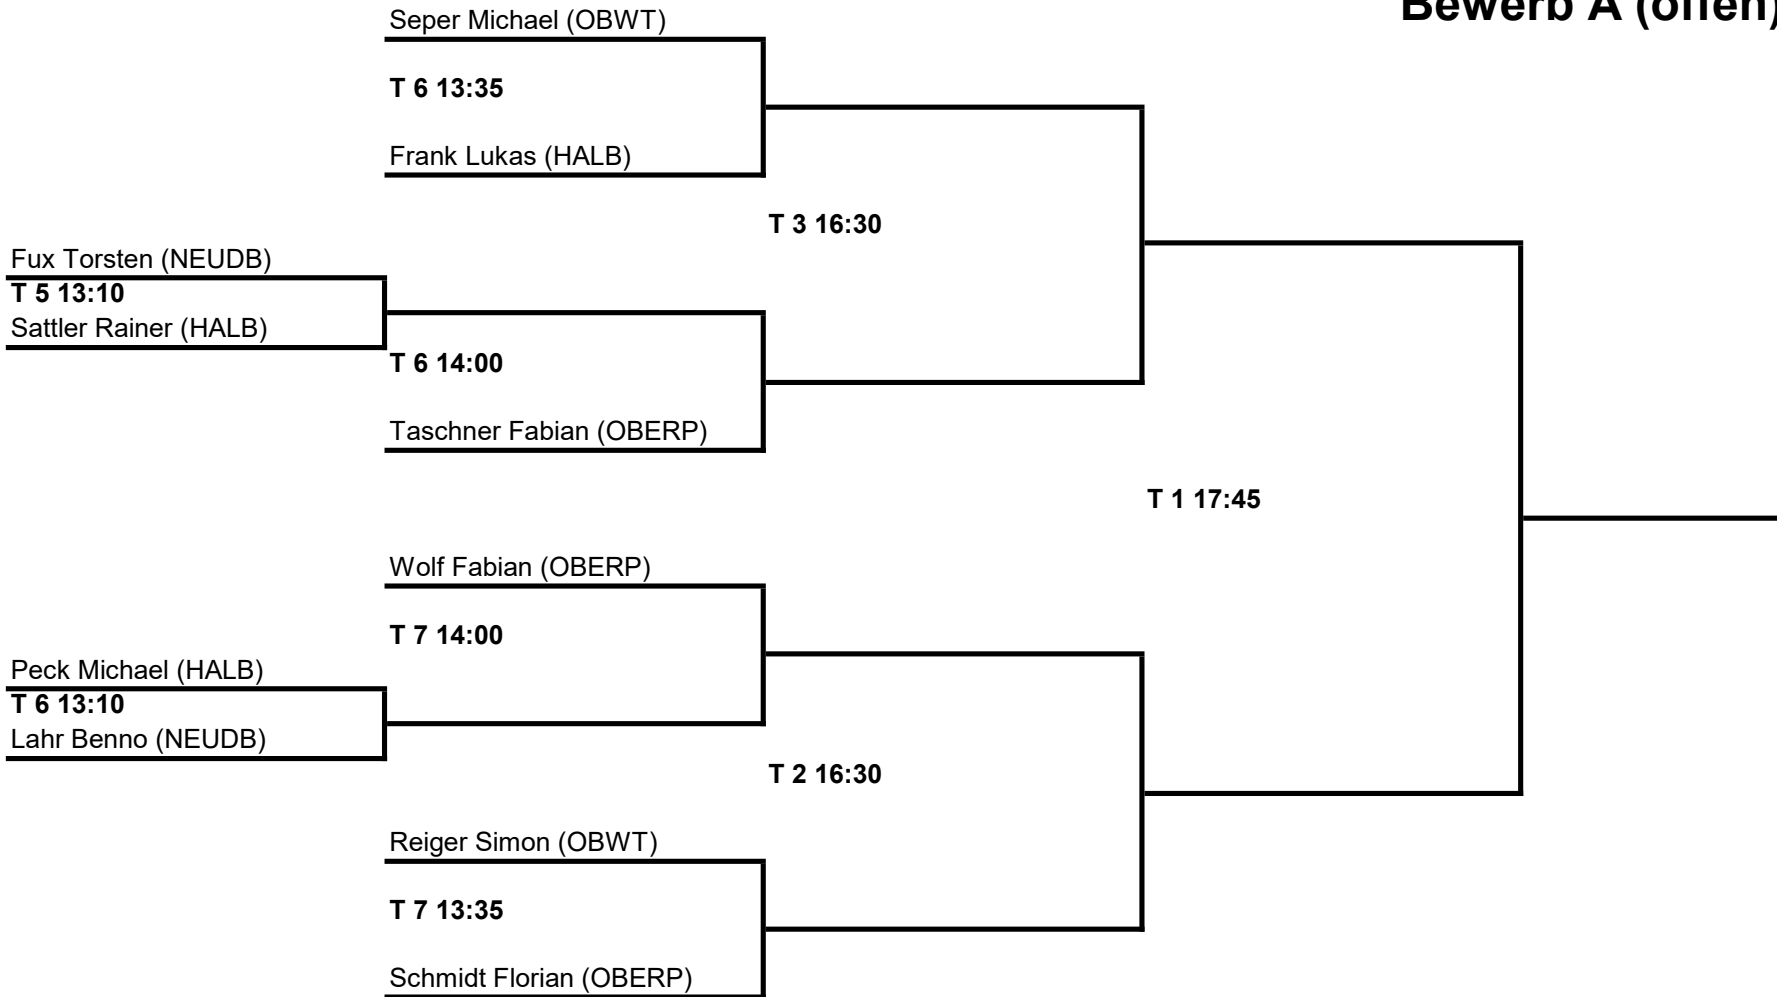 Bewerb A (offen)
Seper Michael (OBWT)
T 6 13:35
Frank Lukas (HALB)
T 3 16:30
Fux Torsten (NEUDB)
T 5 13:10
Sattler Rainer (HALB)
T 6 14:00
Taschner Fabian (OBERP)
T 1 17:45
Wolf Fabian (OBERP)
T 7 14:00
Peck Michael (HALB)
T 6 13:10
Lahr Benno (NEUDB)
T 2 16:30
Reiger Simon (OBWT)
T 7 13:35
Schmidt Florian (OBERP)